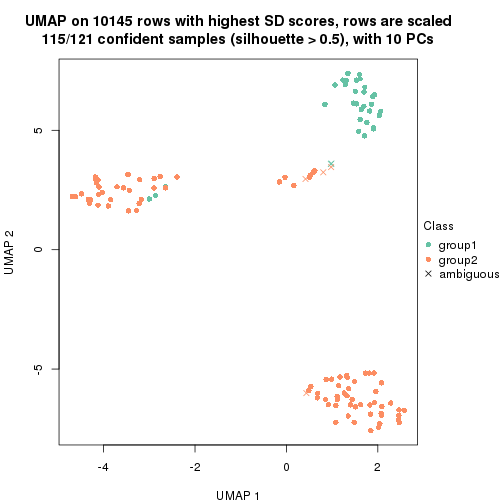 UMAP on 10145 rows with highest SD scores, rows are scaled
115/121 confident samples (silhouette > 0.5), with 10 PCs
5
0
-5
UMAP 2
-4
-2
0
2
UMAP 1
Class
group1
group2
ambiguous